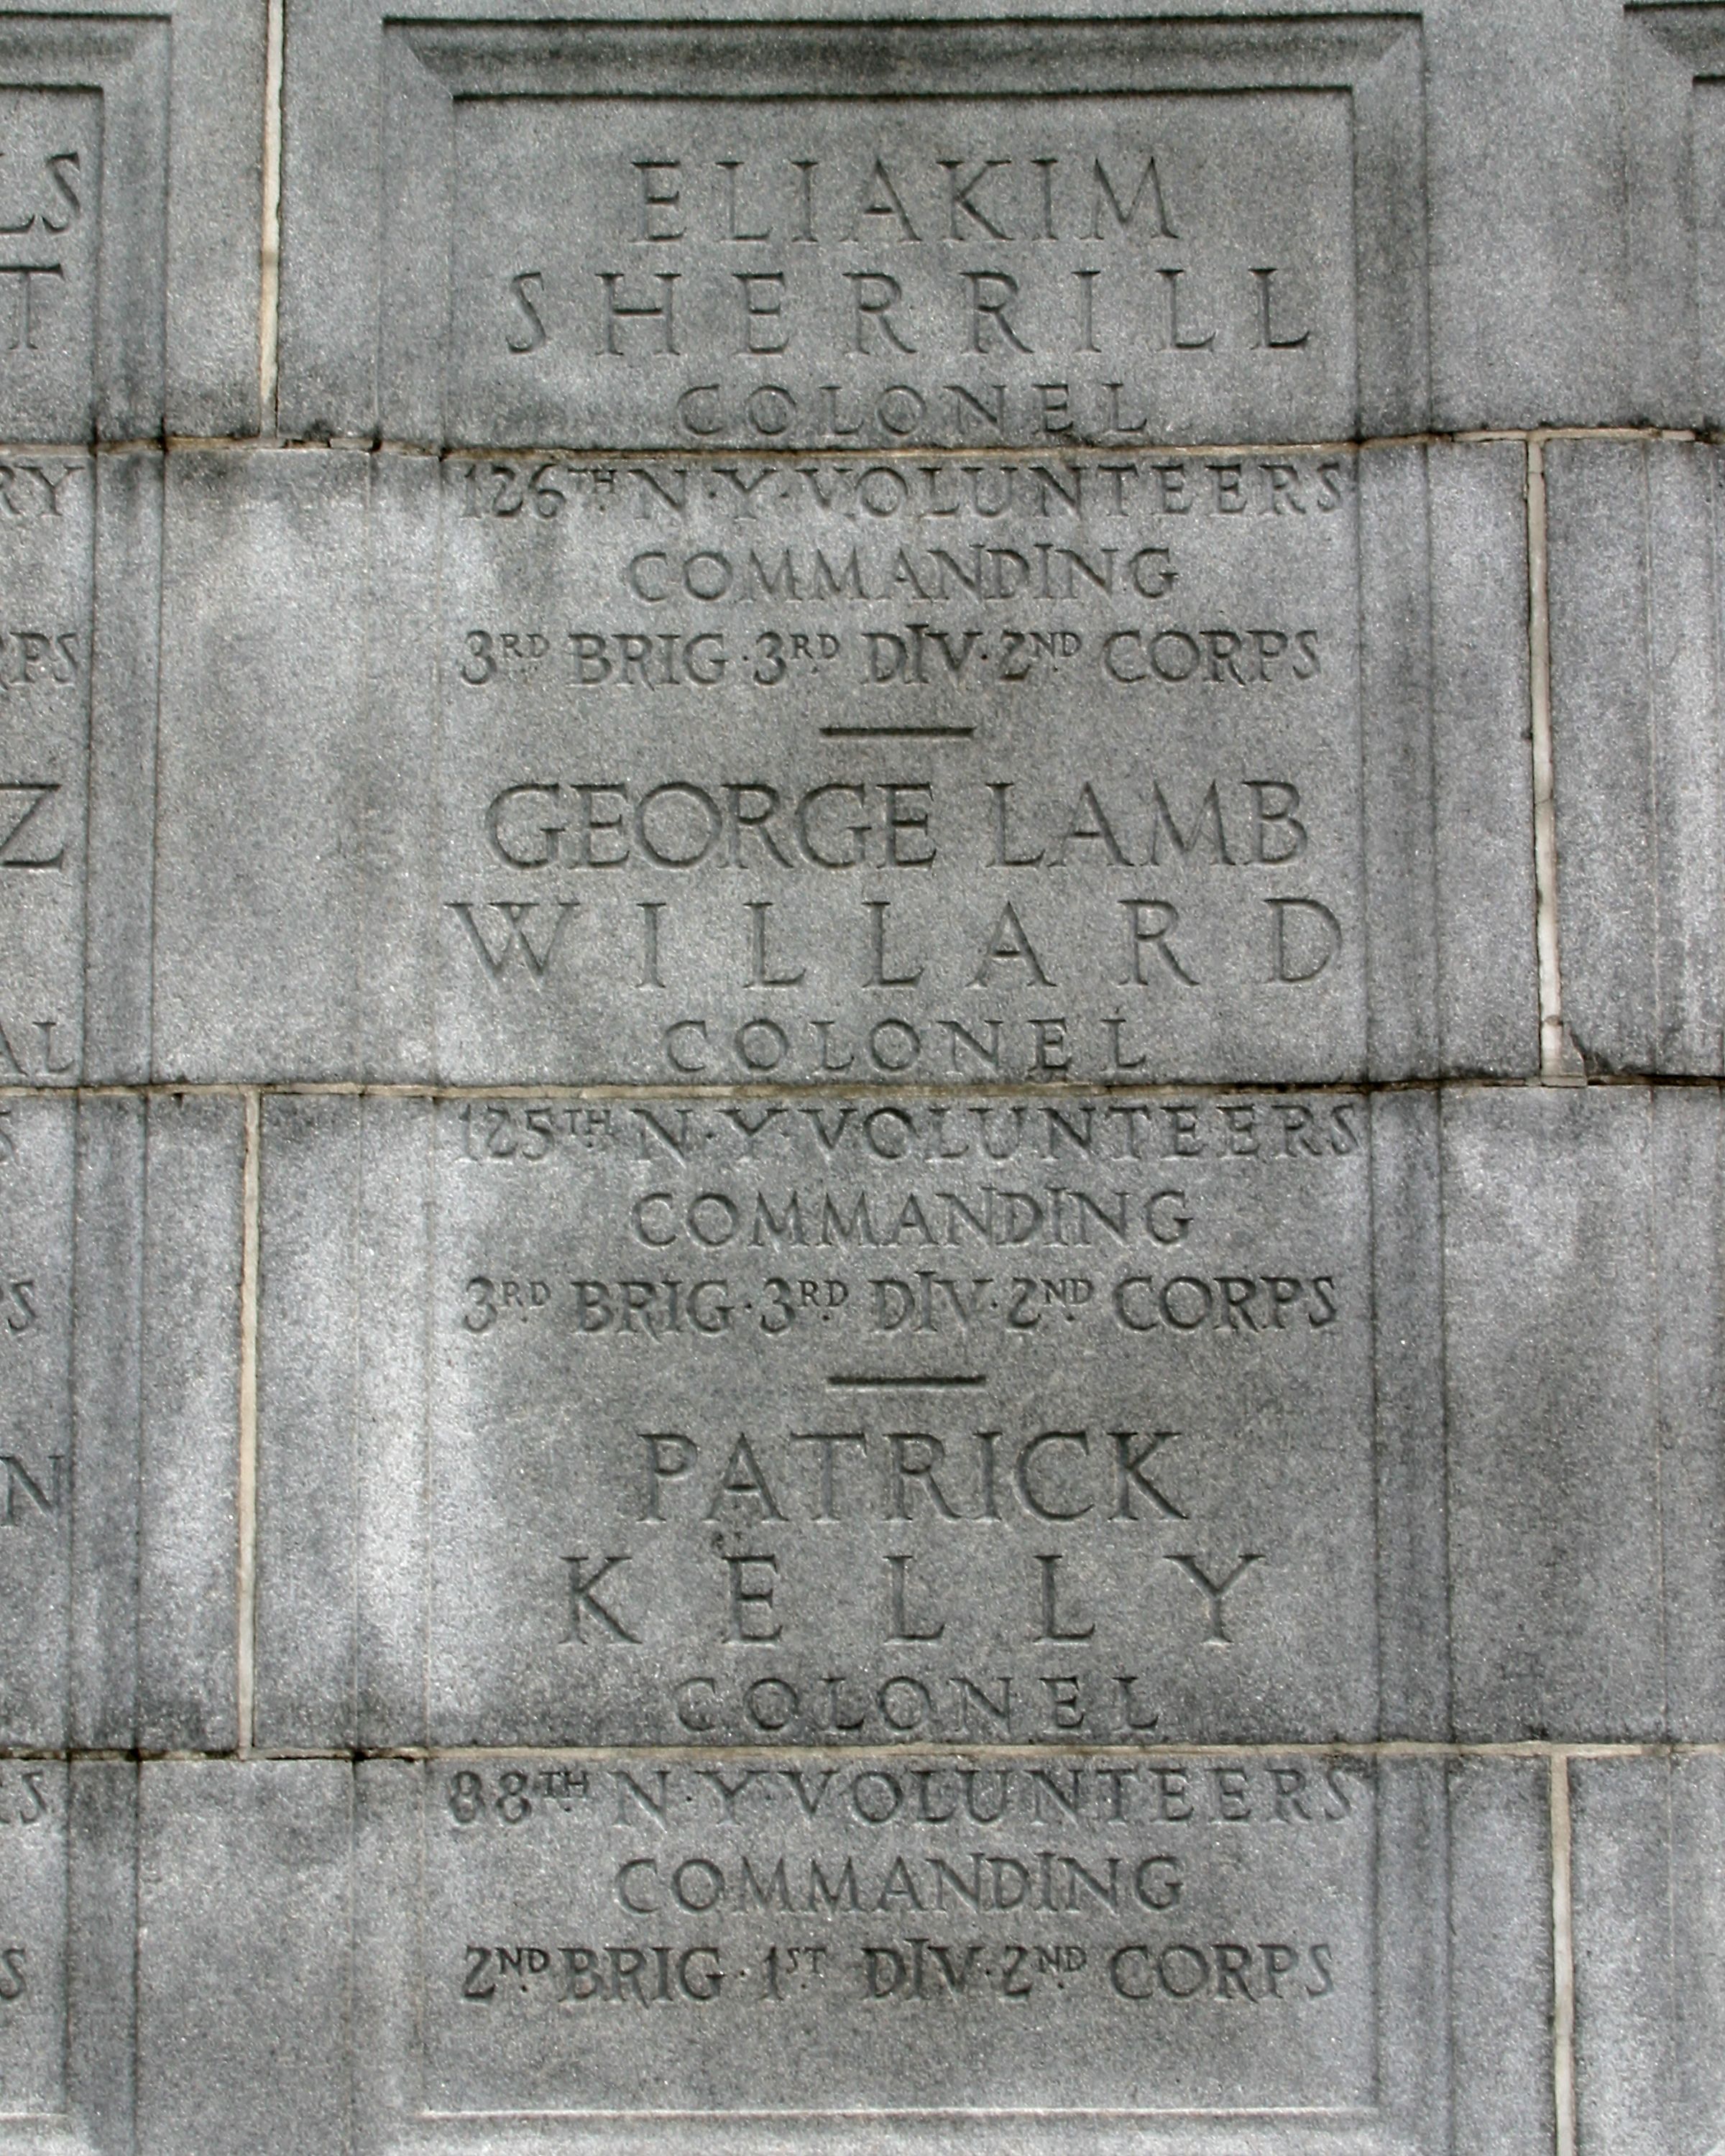 ELIAKIM
SHERRILL
COLONEL
126TH N·Y·VOLUNTEERS
COMMANDING
3RD BRIG·3RD DIV·2ND CORPS
GEORGE LAMB
WILLARD
COLONEL
125TH N·Y·VOLUNTEERS
COMMANDING
3RD BRIG·3RD DIV·2ND CORPS
PATRICK
KELLY
COLONEL
88TH N·Y·VOLUNTEERS
COMMANDING
2ND BRIG·1ST DIV·2ND CORPS